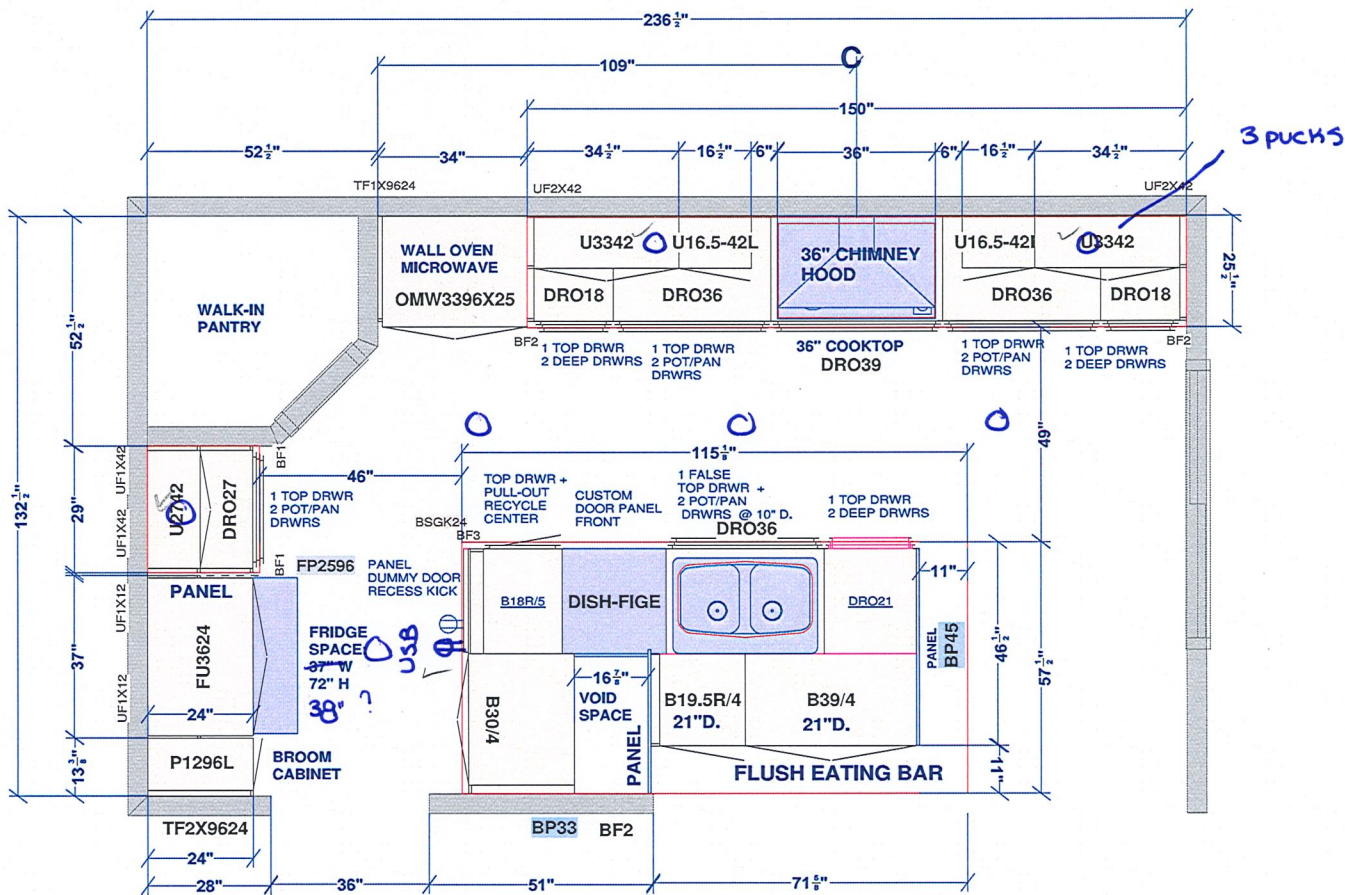 236 ½"
109"
C
150"
52 ½"
34"
34 ½"
16 ½"
6"
36"
6"
16 ½"
34 ½"
3 PUCKS
TF1X9624
UF2X42
UF2X42
WALL OVEN
MICROWAVE
OMW3396X25
U3342
U16.5-42L
36" CHIMNEY
HOOD
U16.5-42L
U3342
25 ½"
DRO18
DRO36
DRO36
DRO18
WALK-IN
PANTRY
52 ½"
132 ½"
BF2
1 TOP DRWR
2 DEEP DRWRS
1 TOP DRWR
2 POT/PAN
DRWRS
36" COOKTOP
DRO39
1 TOP DRWR
2 POT/PAN
DRWRS
1 TOP DRWR
2 DEEP DRWRS
BF2
49"
115 ⅛"
46"
UF1X42
UF1X42
29"
U2742
DRO27
BF1
BF1
1 TOP DRWR
2 POT/PAN
DRWRS
TOP DRWR +
PULL-OUT
RECYCLE
CENTER
CUSTOM
DOOR PANEL
FRONT
1 FALSE
TOP DRWR +
2 POT/PAN
DRWRS @ 10" D.
DRO36
1 TOP DRWR
2 DEEP DRWRS
BSGK24
BF3
FP2596
PANEL
DUMMY DOOR
RECESS KICK
B18R/5
DISH-FIGE
DRO21
11"
PANEL
BP45
46 ½"
57 ½"
PANEL
UF1X12
UF1X12
37"
FU3624
24"
FRIDGE
SPACE
37" W
72" H
38" ?
USB
B30/4
16 ⅞"
VOID
SPACE
PANEL
B19.5R/4
21"D.
B39/4
21"D.
11"
FLUSH EATING BAR
13 ⅜"
P1296L
BROOM
CABINET
TF2X9624
BP33
BF2
24"
28"
36"
51"
71 ⅝"